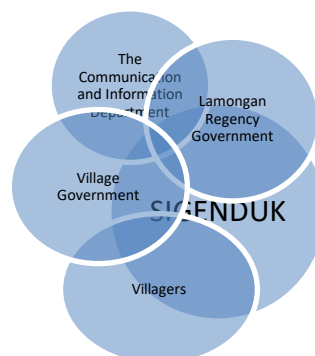 The
Communication
and Information
Department
Lamongan
Regency
Government
Village
Government
SIGENDUK
Villagers